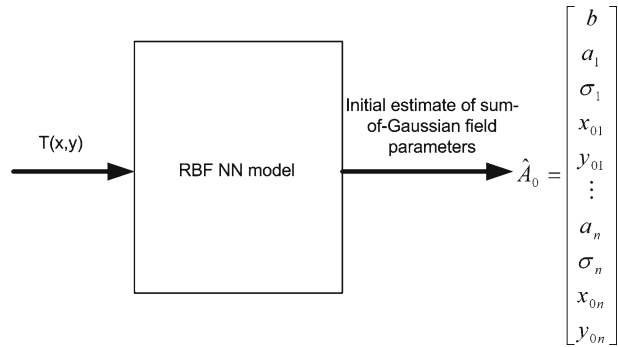 T(x,y)
RBF NN model
Initial estimate of sum-
of-Gaussian field
parameters
Â₀ =
b
a₁
σ₁
x₀₁
y₀₁
⋮
aₙ
σₙ
x₀ₙ
y₀ₙ